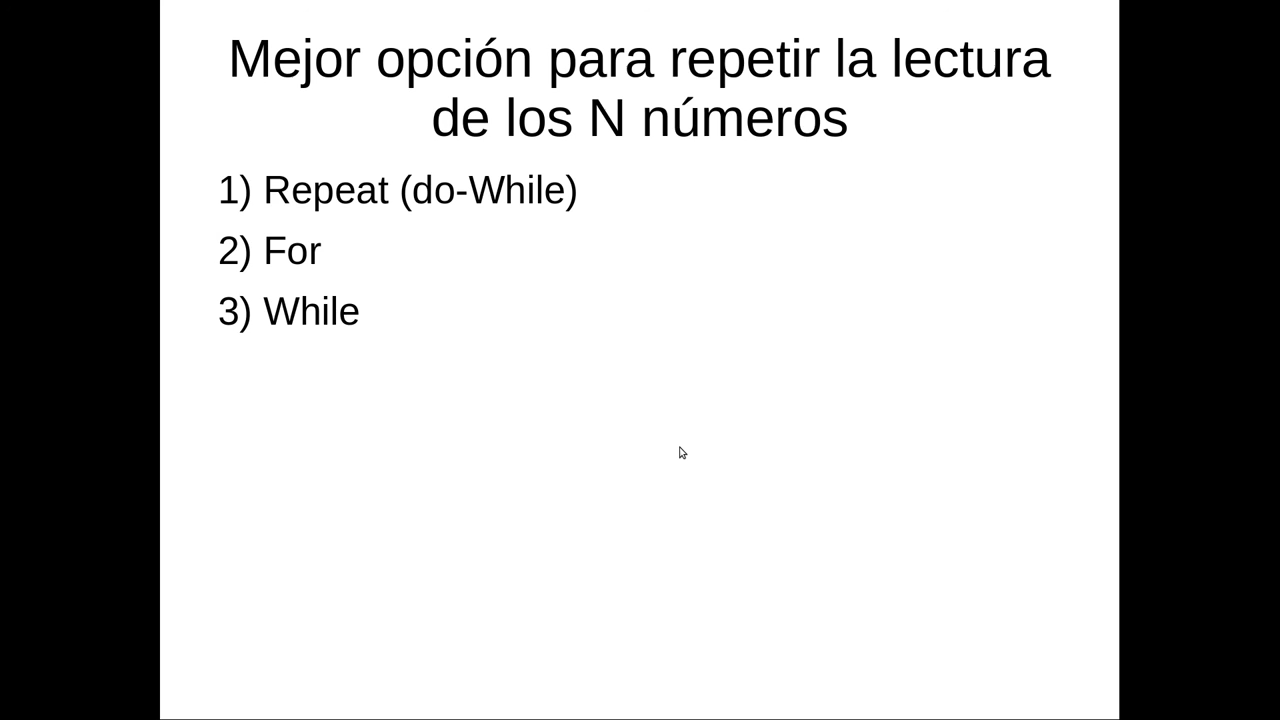 Mejor opción para repetir la lectura
de los N números
1) Repeat (do-While)
2) For
3) While